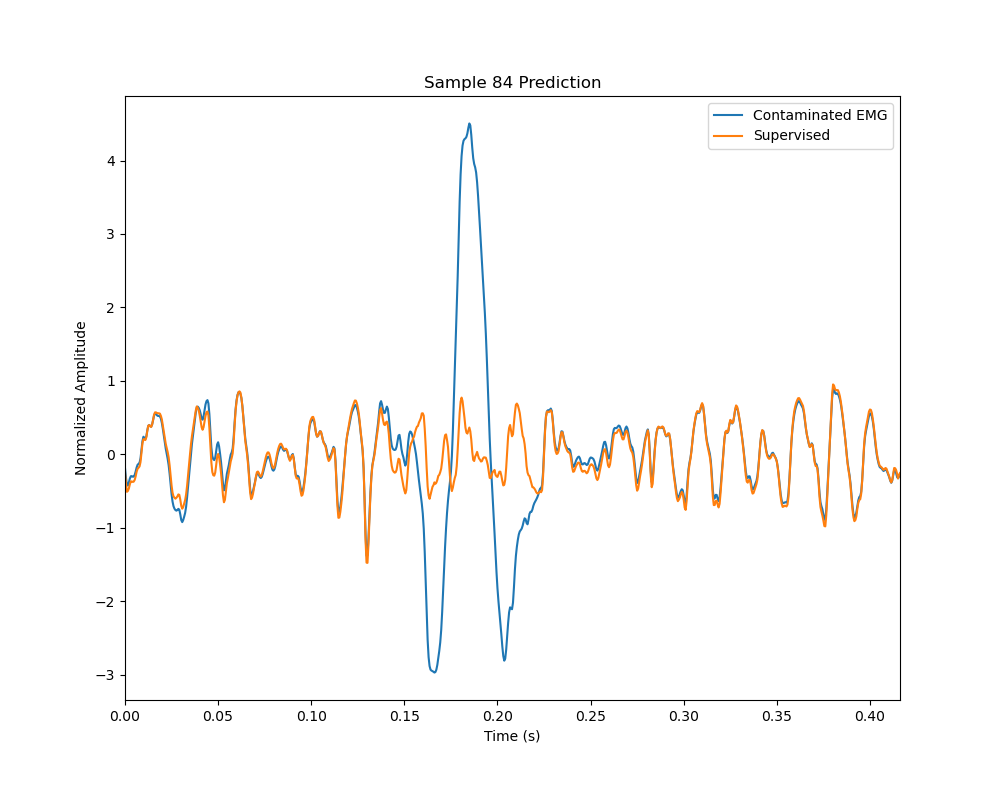 Sample 84 Prediction
Contaminated EMG
Supervised
Normalized Amplitude
4
3
2
1
0
−1
−2
−3
0.00 0.05 0.10 0.15 0.20 0.25 0.30 0.35 0.40
Time (s)